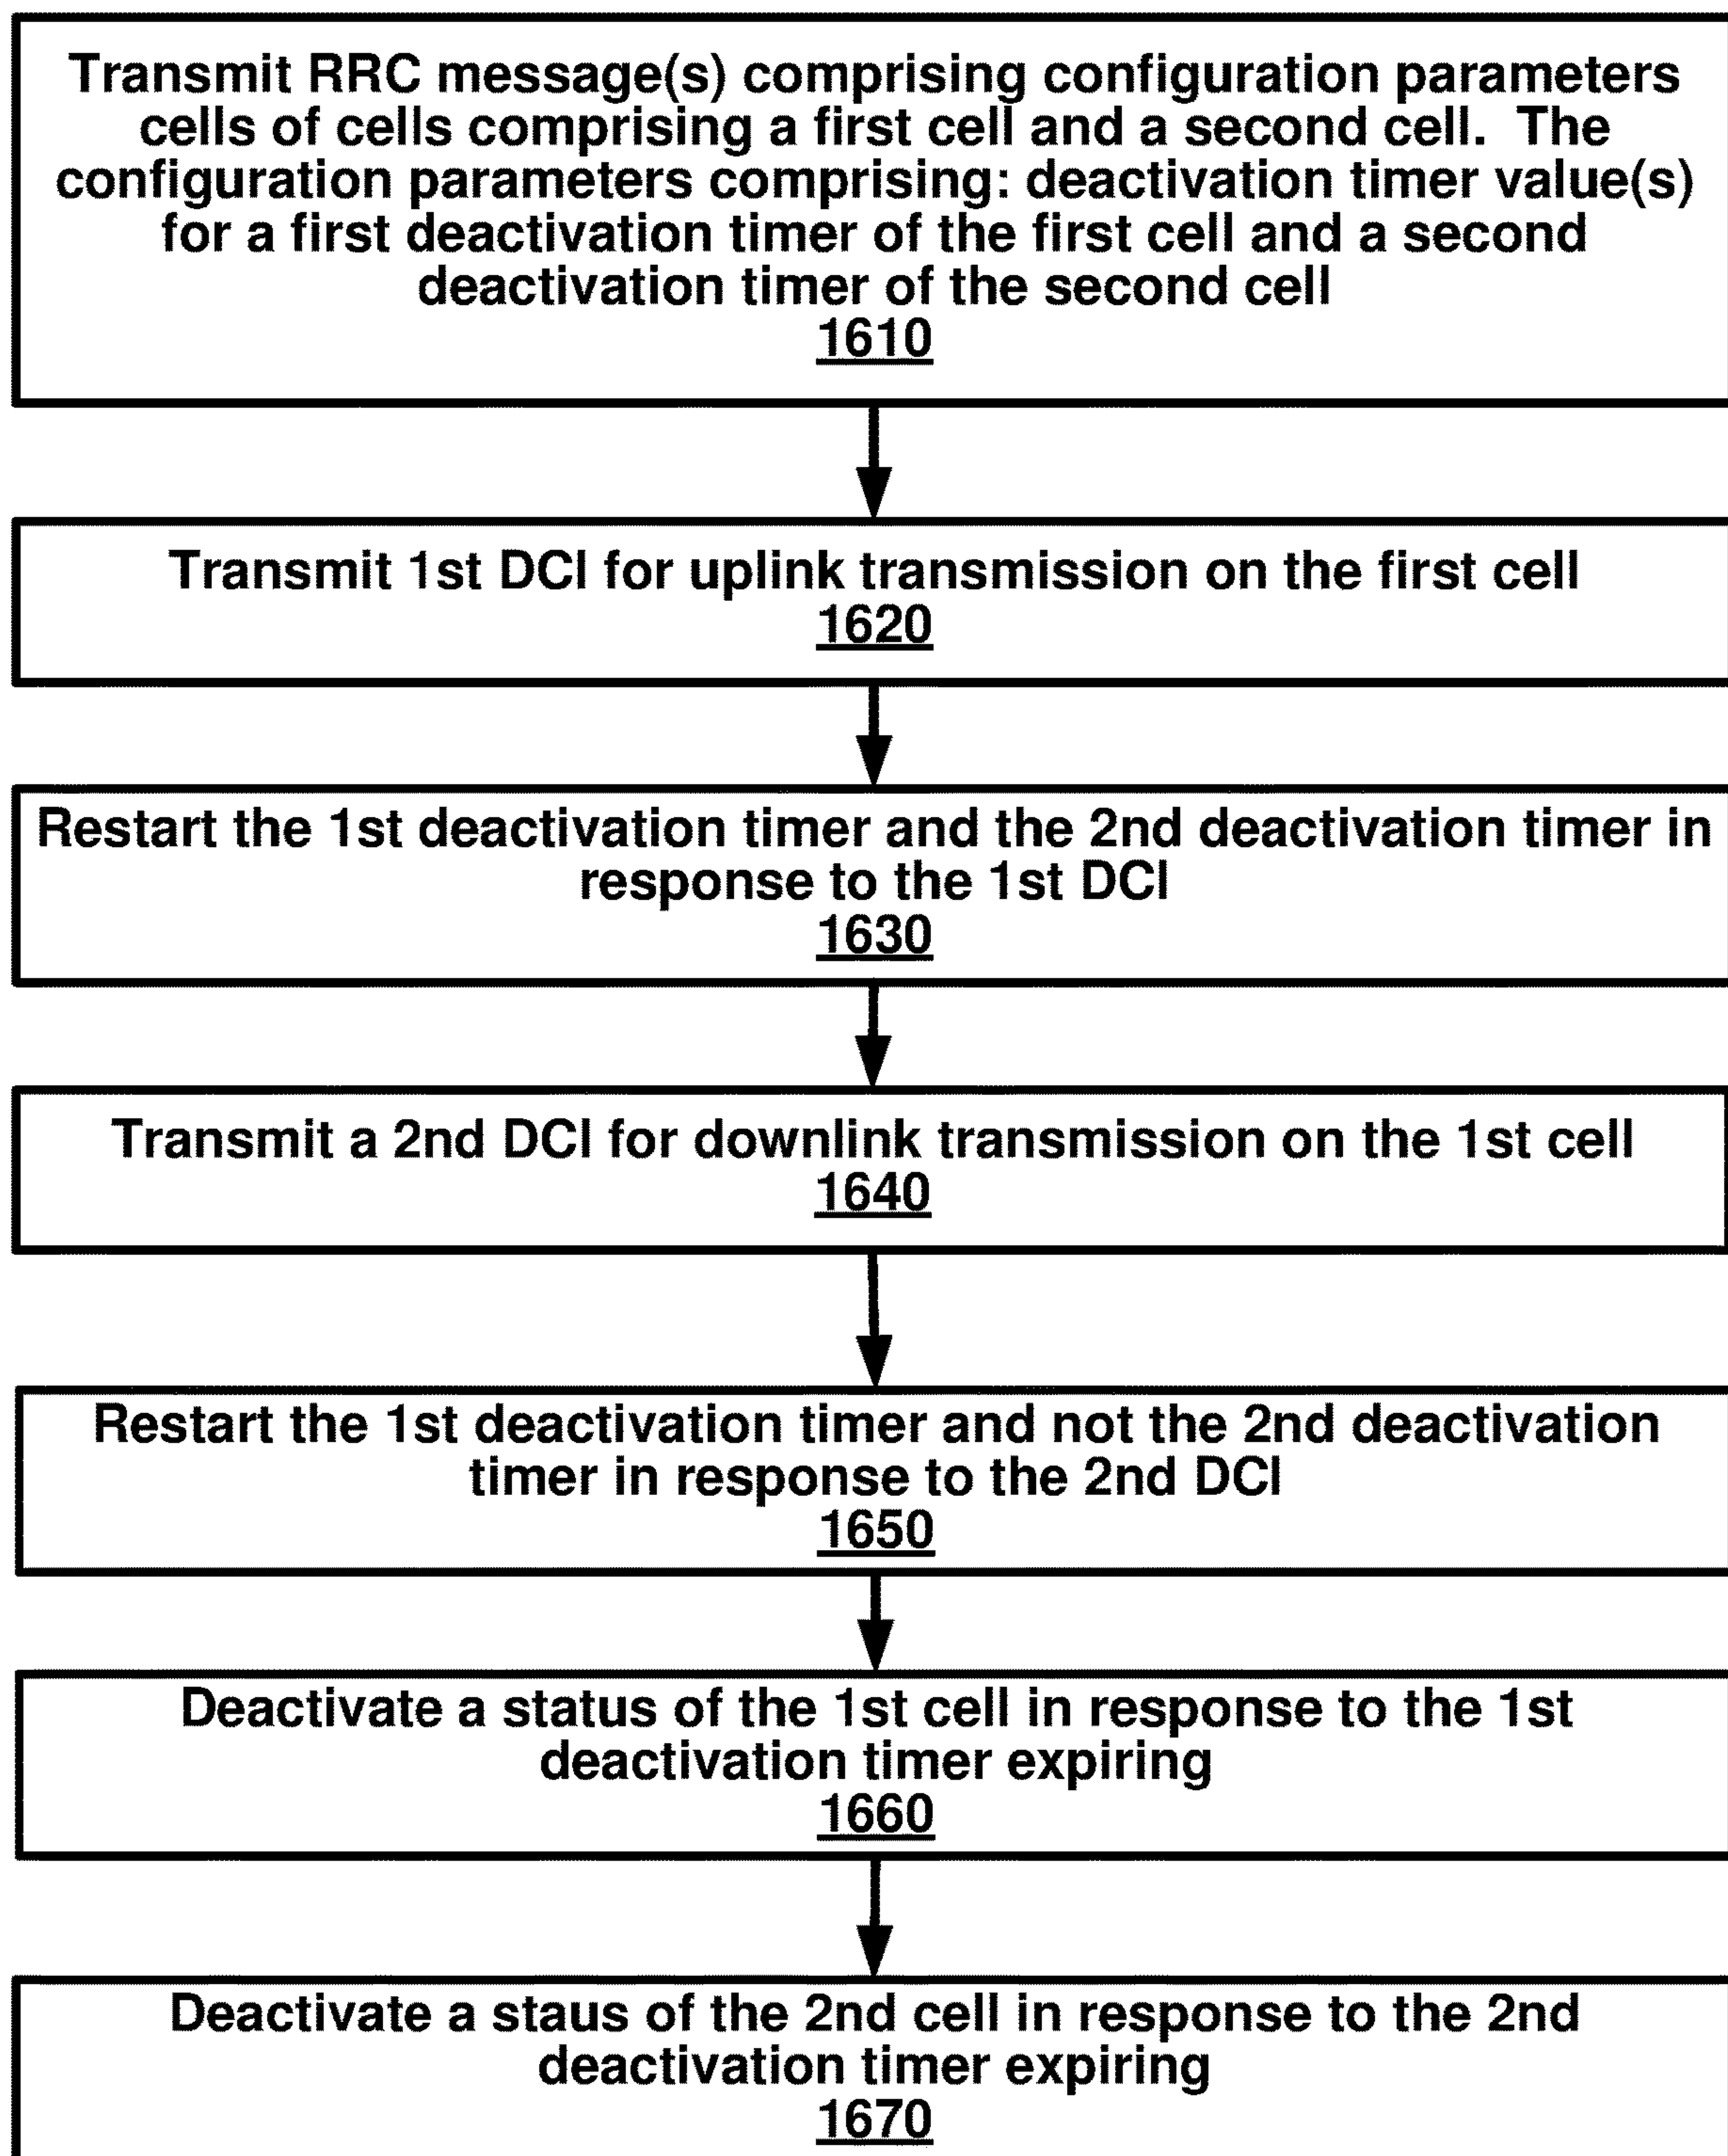 Transmit RRC message(s) comprising configuration parameters
cells of cells comprising a first cell and a second cell. The
configuration parameters comprising: deactivation timer value(s)
for a first deactivation timer of the first cell and a second
deactivation timer of the second cell
1610
Transmit 1st DCI for uplink transmission on the first cell
1620
Restart the 1st deactivation timer and the 2nd deactivation timer in
response to the 1st DCI
1630
Transmit a 2nd DCI for downlink transmission on the 1st cell
1640
Restart the 1st deactivation timer and not the 2nd deactivation
timer in response to the 2nd DCI
1650
Deactivate a status of the 1st cell in response to the 1st
deactivation timer expiring
1660
Deactivate a staus of the 2nd cell in response to the 2nd
deactivation timer expiring
1670